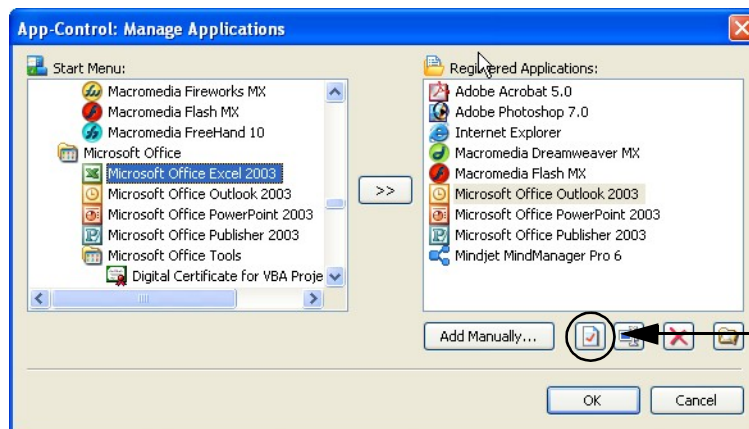 App-Control: Manage Applications
Start Menu:
Macromedia Fireworks MX
Macromedia Flash MX
Macromedia FreeHand 10
Microsoft Office
Microsoft Office Excel 2003
Microsoft Office Outlook 2003
Microsoft Office PowerPoint 2003
Microsoft Office Publisher 2003
Microsoft Office Tools
Digital Certificate for VBA Proje
>>
Registered Applications:
Adobe Acrobat 5.0
Adobe Photoshop 7.0
Internet Explorer
Macromedia Dreamweaver MX
Macromedia Flash MX
Microsoft Office Outlook 2003
Microsoft Office PowerPoint 2003
Microsoft Office Publisher 2003
Mindjet MindManager Pro 6
Add Manually...
OK
Cancel